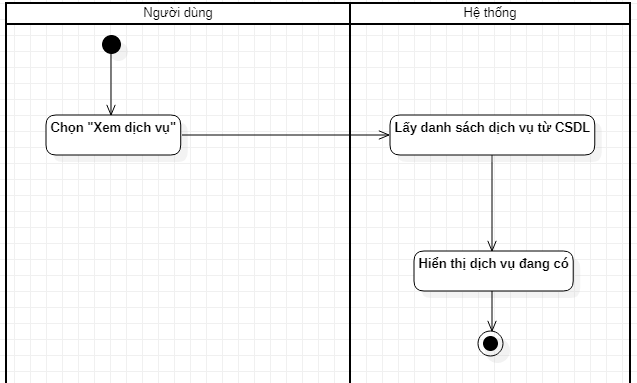 Người dùng
Hệ thống
Chọn "Xem dịch vụ"
Lấy danh sách dịch vụ từ CSDL
Hiển thị dịch vụ đang có